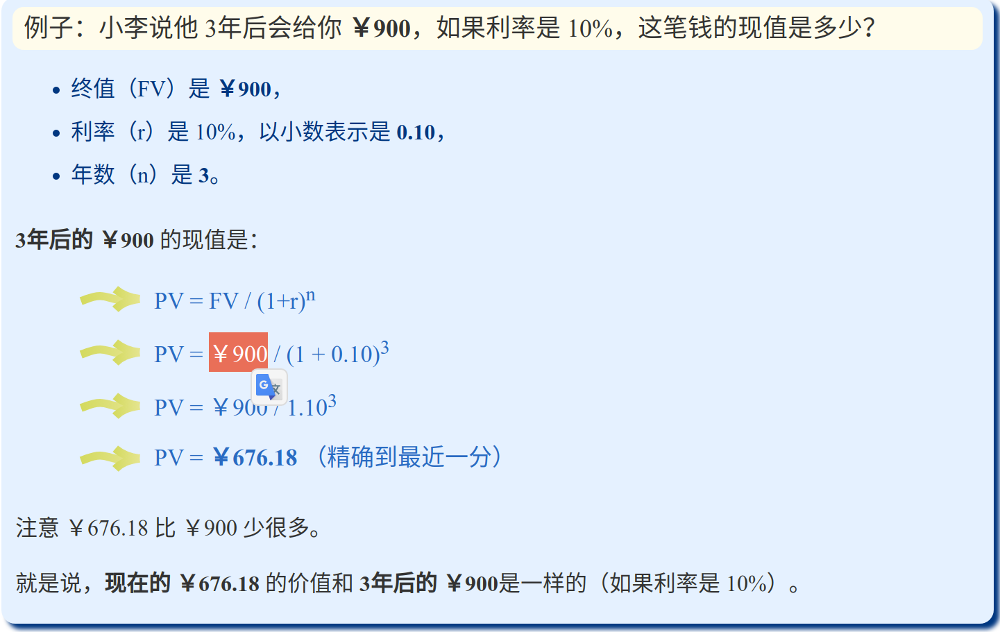 例子：小李说他 3年后会给你 ￥900，如果利率是 10%，这笔钱的现值是多少？
• 终值（FV）是 ￥900，
• 利率（r）是 10%，以小数表示是 0.10，
• 年数（n）是 3。
3年后的 ￥900 的现值是：
PV = FV / (1+r)ⁿ
PV = ￥900 / (1 + 0.10)³
G 文
PV = ￥900 / 1.10³
PV = ￥676.18 （精确到最近一分）
注意 ￥676.18 比 ￥900 少很多。
就是说，现在的 ￥676.18 的价值和 3年后的 ￥900是一样的（如果利率是 10%）。